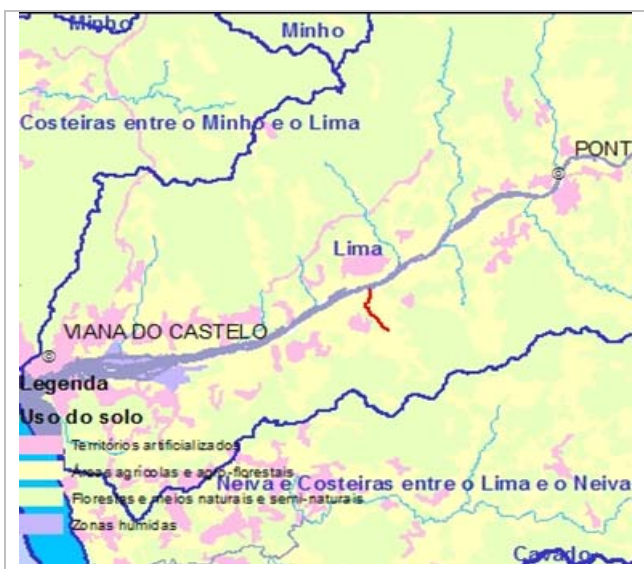 Minho
Minho
Costeiras entre o Minho e o Lima
PONT
Lima
VIANA DO CASTELO
Legenda
Uso do solo
Territórios artificializados
Áreas agrícolas e agro-florestais
Florestas e meios naturais e semi-naturais
Neiva e Costeiras entre o Lima e o Neiva
Zonas húmidas
Cavado